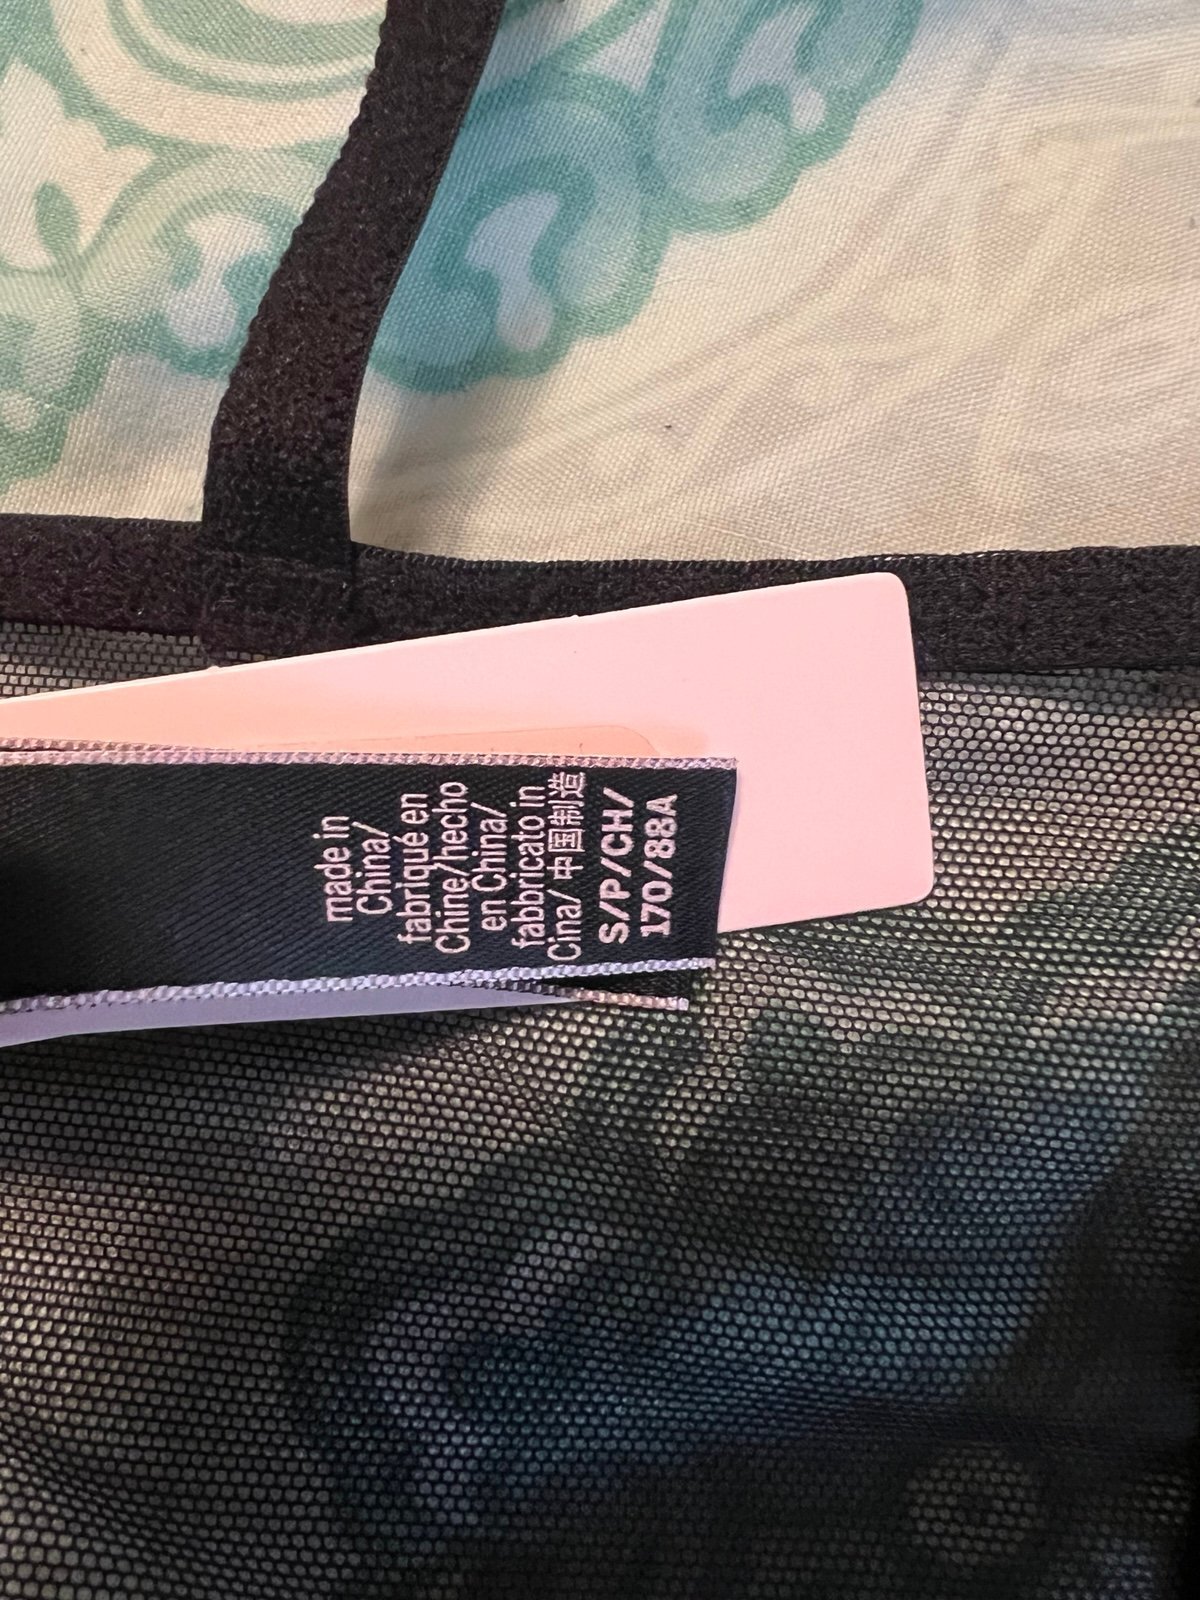 made in
China/
fabriqué en
Chine/hecho
en China/
fabbricato in
Cina/ 中国制造
S/P/CH/
170/88A